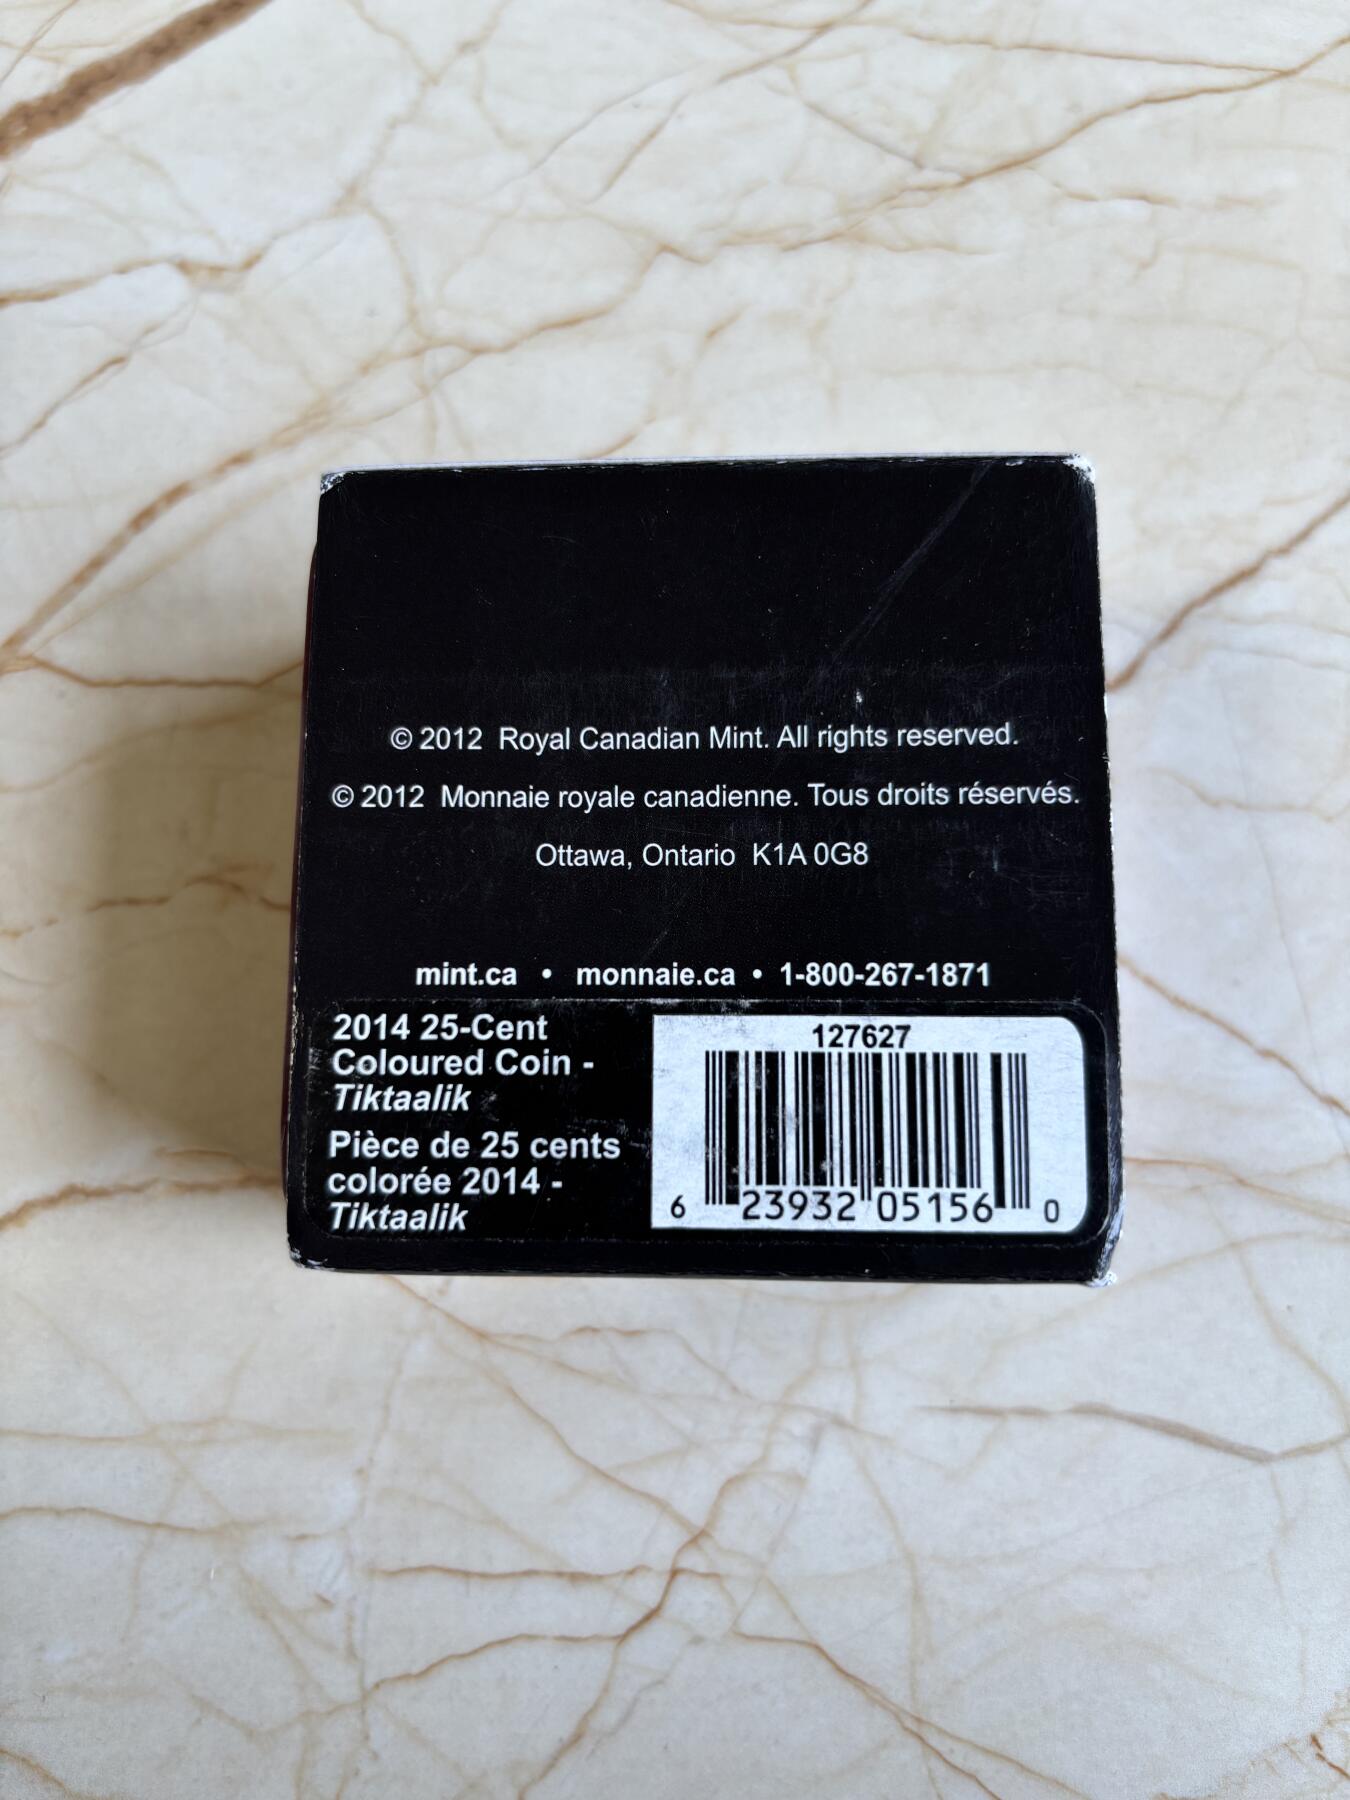 © 2012 Royal Canadian Mint. All rights reserved.
© 2012 Monnaie royale canadienne. Tous droits réservés.
Ottawa, Ontario K1A 0G8
mint.ca • monnaie.ca • 1-800-267-1871
2014 25-Cent
Coloured Coin -
Tiktaalik
Pièce de 25 cents
colorée 2014 -
Tiktaalik
127627
6 23932 05156 0